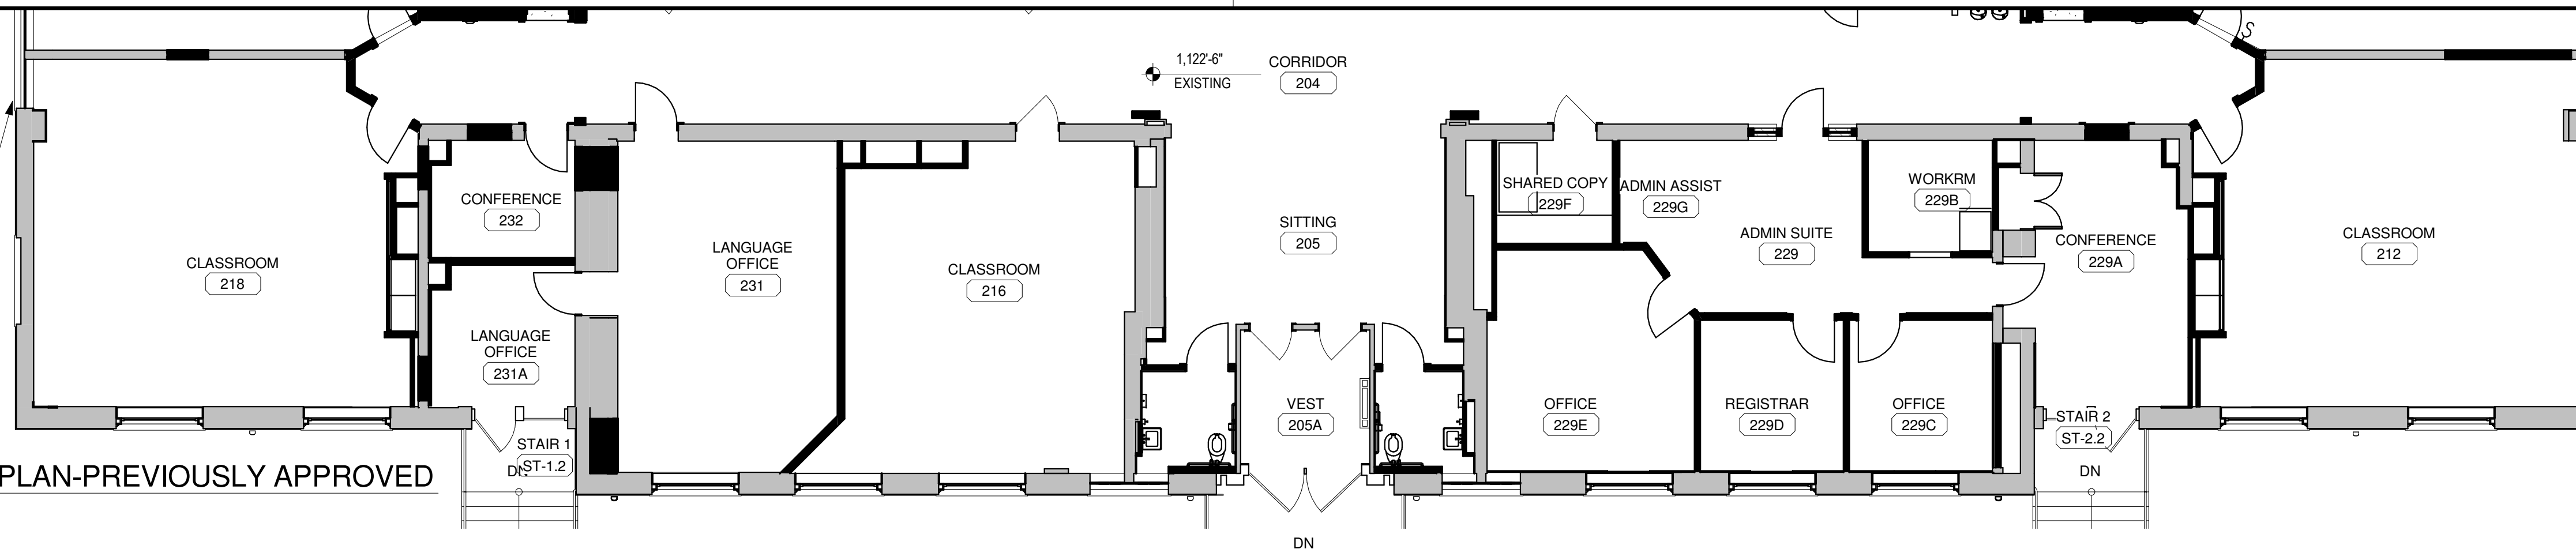 1,122'-6"
EXISTING
CORRIDOR
204
S
CONFERENCE
232
LANGUAGE
OFFICE
231
CLASSROOM
218
CLASSROOM
216
LANGUAGE
OFFICE
231A
STAIR 1
ST-1.2
DN
PLAN-PREVIOUSLY APPROVED
SITTING
205
VEST
205A
DN
SHARED COPY
229F
ADMIN ASSIST
229G
ADMIN SUITE
229
WORKRM
229B
CONFERENCE
229A
CLASSROOM
212
OFFICE
229E
REGISTRAR
229D
OFFICE
229C
STAIR 2
ST-2.2
DN